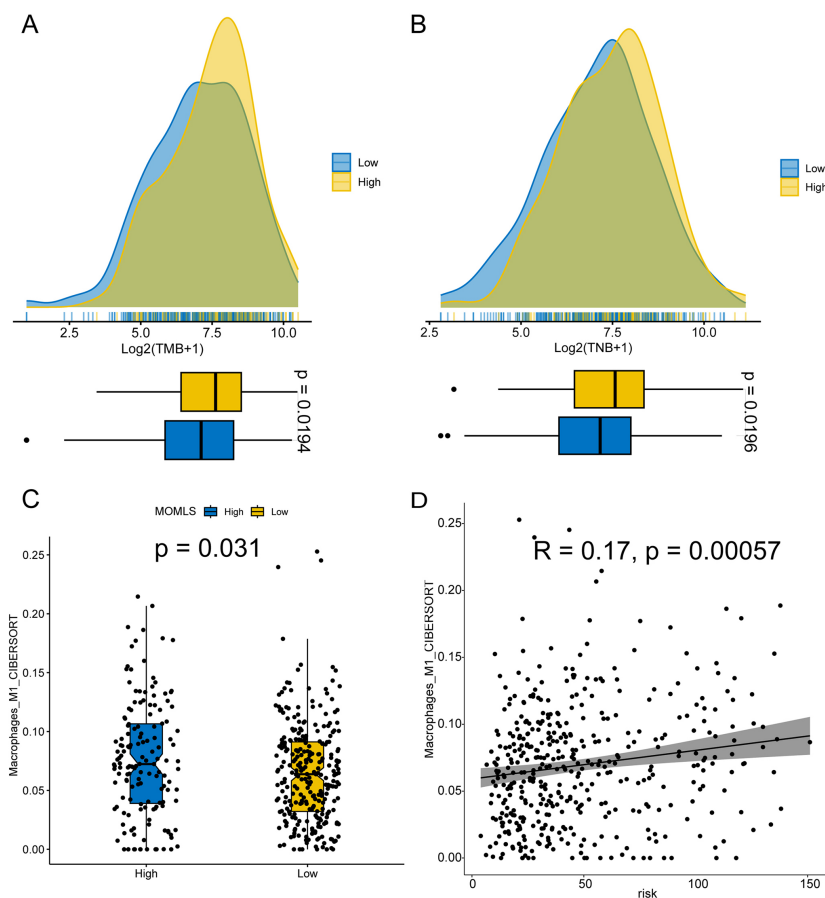 A
Low
High
2.5 5.0 7.5 10.0
Log2(TMB+1)
p = 0.0194
B
Low
High
2.5 5.0 7.5 10.0
Log2(TNB+1)
p = 0.0196
C
MOMLS High Low
p = 0.031
Macrophages_M1_CIBERSORT
0.25
0.20
0.15
0.10
0.05
0.00
High Low
D
R = 0.17, p = 0.00057
Macrophages_M1_CIBERSORT
0.25
0.20
0.15
0.10
0.05
0.00
0 50 100 150
risk